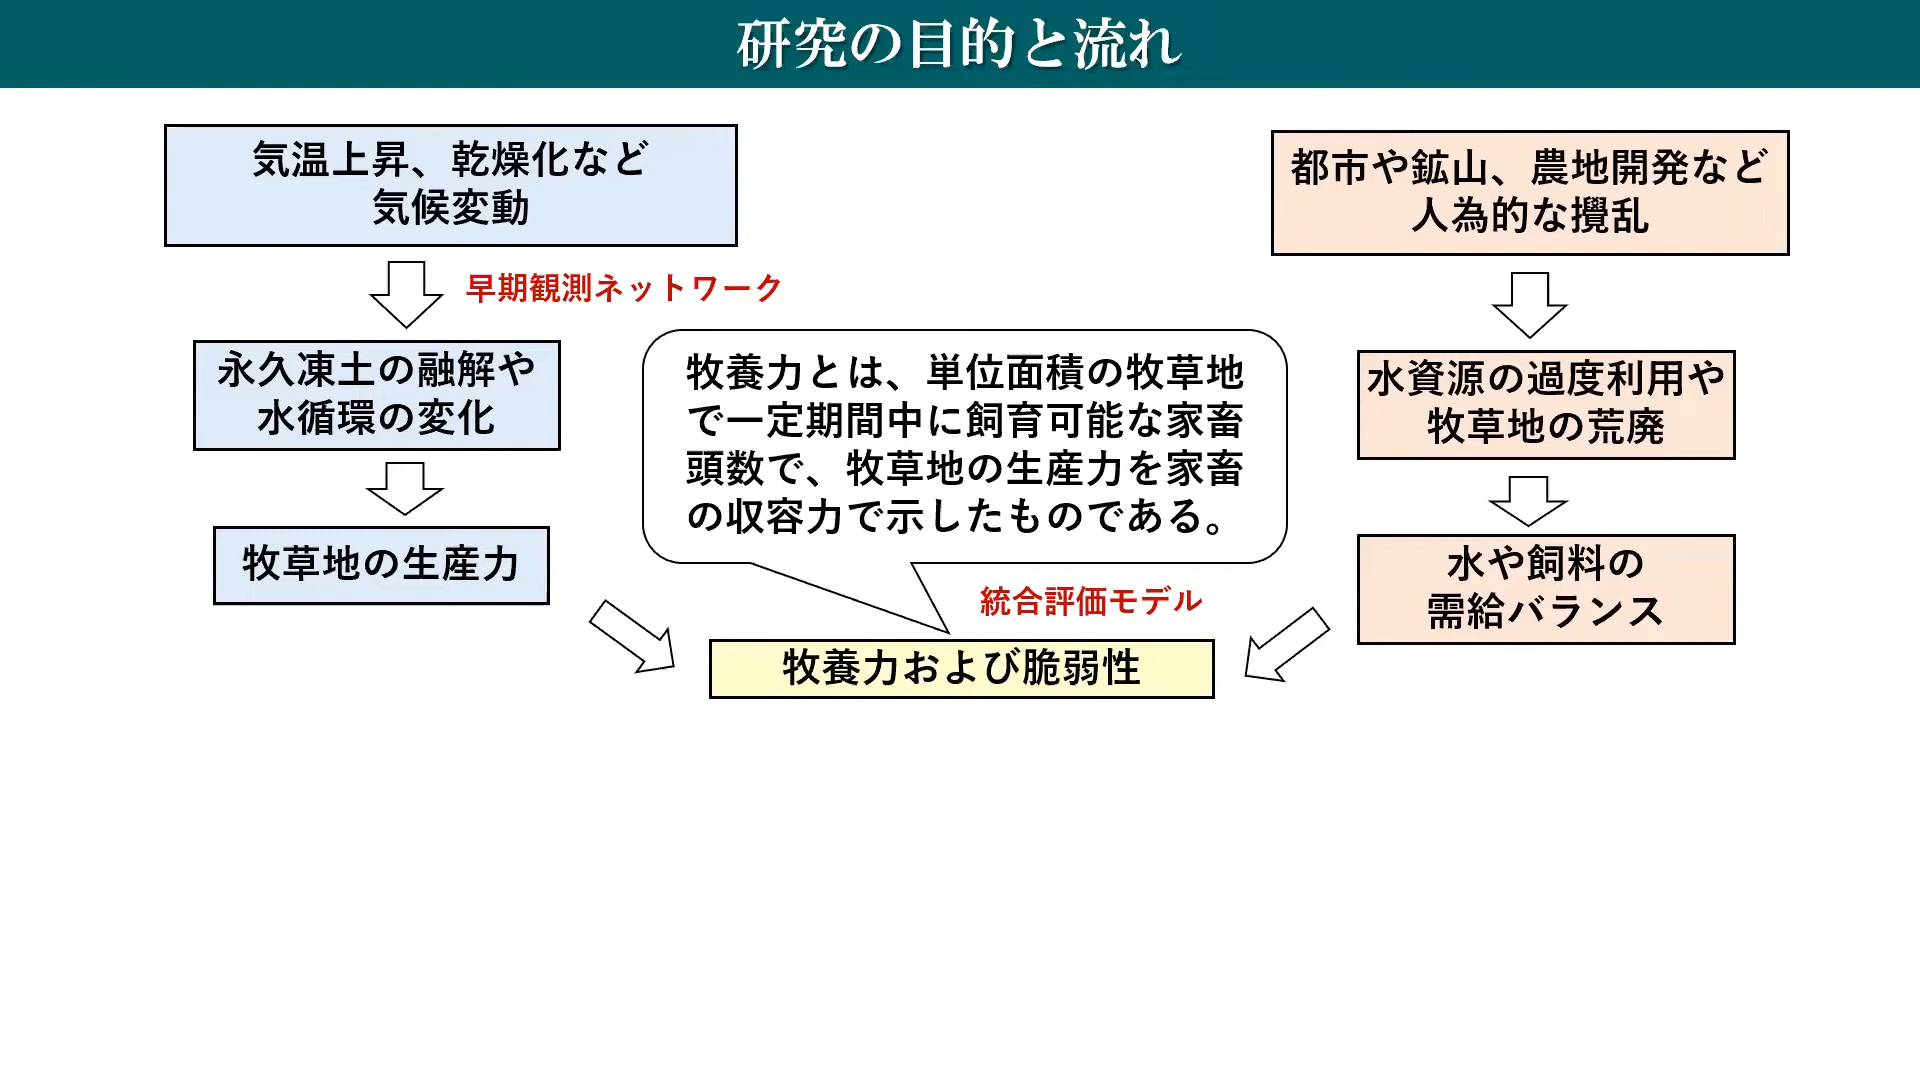 研究の目的と流れ
気温上昇、乾燥化など
気候変動
早期観測ネットワーク
永久凍土の融解や
水循環の変化
牧草地の生産力
牧養力とは、単位面積の牧草地
で一定期間中に飼育可能な家畜
頭数で、牧草地の生産力を家畜
の収容力で示したものである。
統合評価モデル
牧養力および脆弱性
都市や鉱山、農地開発など
人為的な攪乱
水資源の過度利用や
牧草地の荒廃
水や飼料の
需給バランス